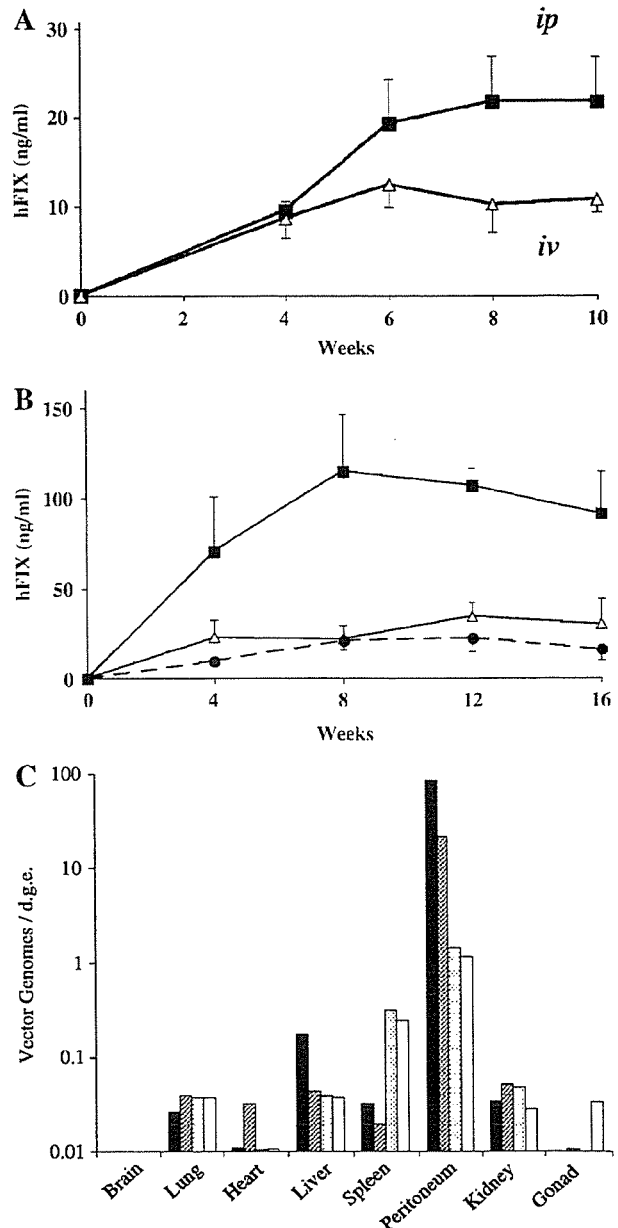 A
hFIX (ng/ml)
30
20
10
0
ip
iv
0 2 4 6 8 10
Weeks
B
hFIX (ng/ml)
150
100
50
0
0 4 8 12 16
Weeks
C
Vector Genomes / d.g.e.
100
10
1
0.1
0.01
Brain Lung Heart Liver Spleen Peritoneum Kidney Gonad